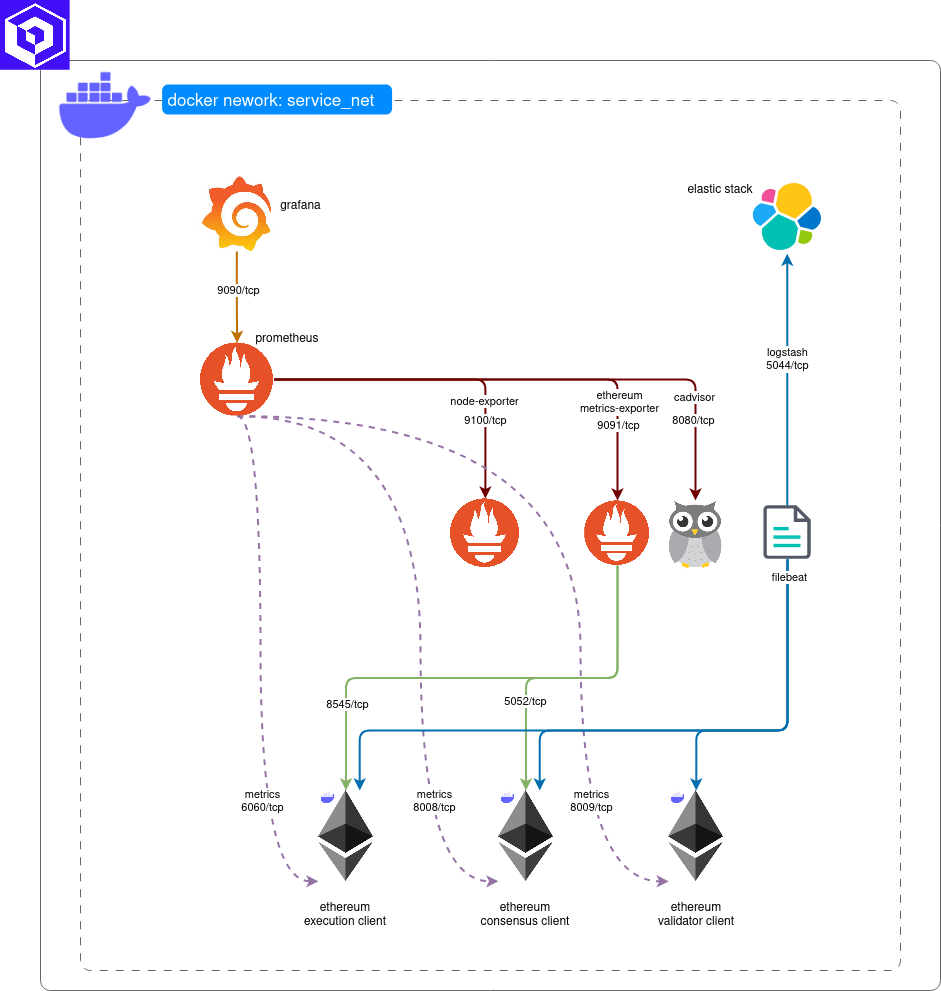 docker nework: service_net
grafana
elastic stack
9090/tcp
prometheus
logstash
5044/tcp
node-exporter
9100/tcp
ethereum
metrics-exporter
9091/tcp
cadvisor
8080/tcp
filebeat
8545/tcp
5052/tcp
metrics
6060/tcp
metrics
8008/tcp
metrics
8009/tcp
ethereum
execution client
ethereum
consensus client
ethereum
validator client